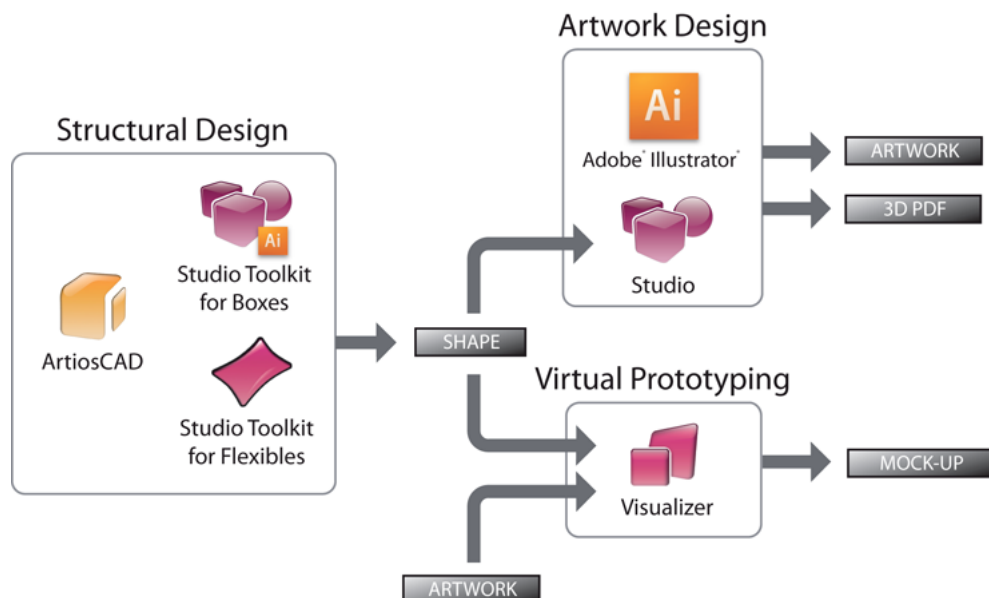 Structural Design
Ai
Studio Toolkit
for Boxes
ArtiosCAD
Studio Toolkit
for Flexibles
SHAPE
Artwork Design
Ai
Adobe® Illustrator®
Studio
ARTWORK
3D PDF
Virtual Prototyping
Visualizer
MOCK-UP
ARTWORK